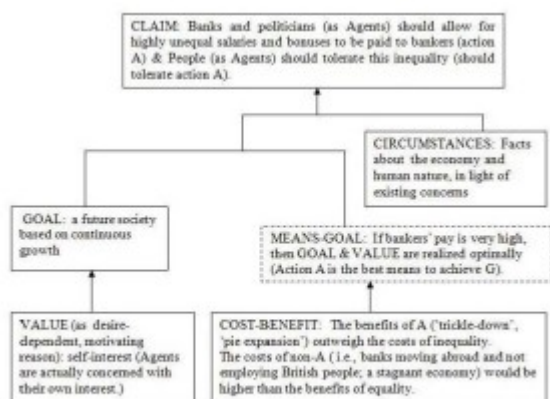 CLAIM: Banks and politicians (as Agents) should allow for
highly unequal salaries and bonuses to be paid to bankers (action
A) & People (as Agents) should tolerate this inequality (should
tolerate action A).
CIRCUMSTANCES: Facts
about the economy and
human nature, in light of
existing concerns
GOAL: a future society
based on continuous
growth
MEANS-GOAL: If bankers' pay is very high,
then GOAL & VALUE are realized optimally
(Action A is the best means to achieve G).
VALUE (as desire-
dependent, motivating
reason): self-interest (Agents
are actually concerned with
their own interest.)
COST-BENEFIT: The benefits of A ('trickle-down',
'pie expansion') outweigh the costs of inequality.
The costs of non-A (i.e., banks moving abroad and not
employing British people; a stagnant economy) would be
higher than the benefits of equality.